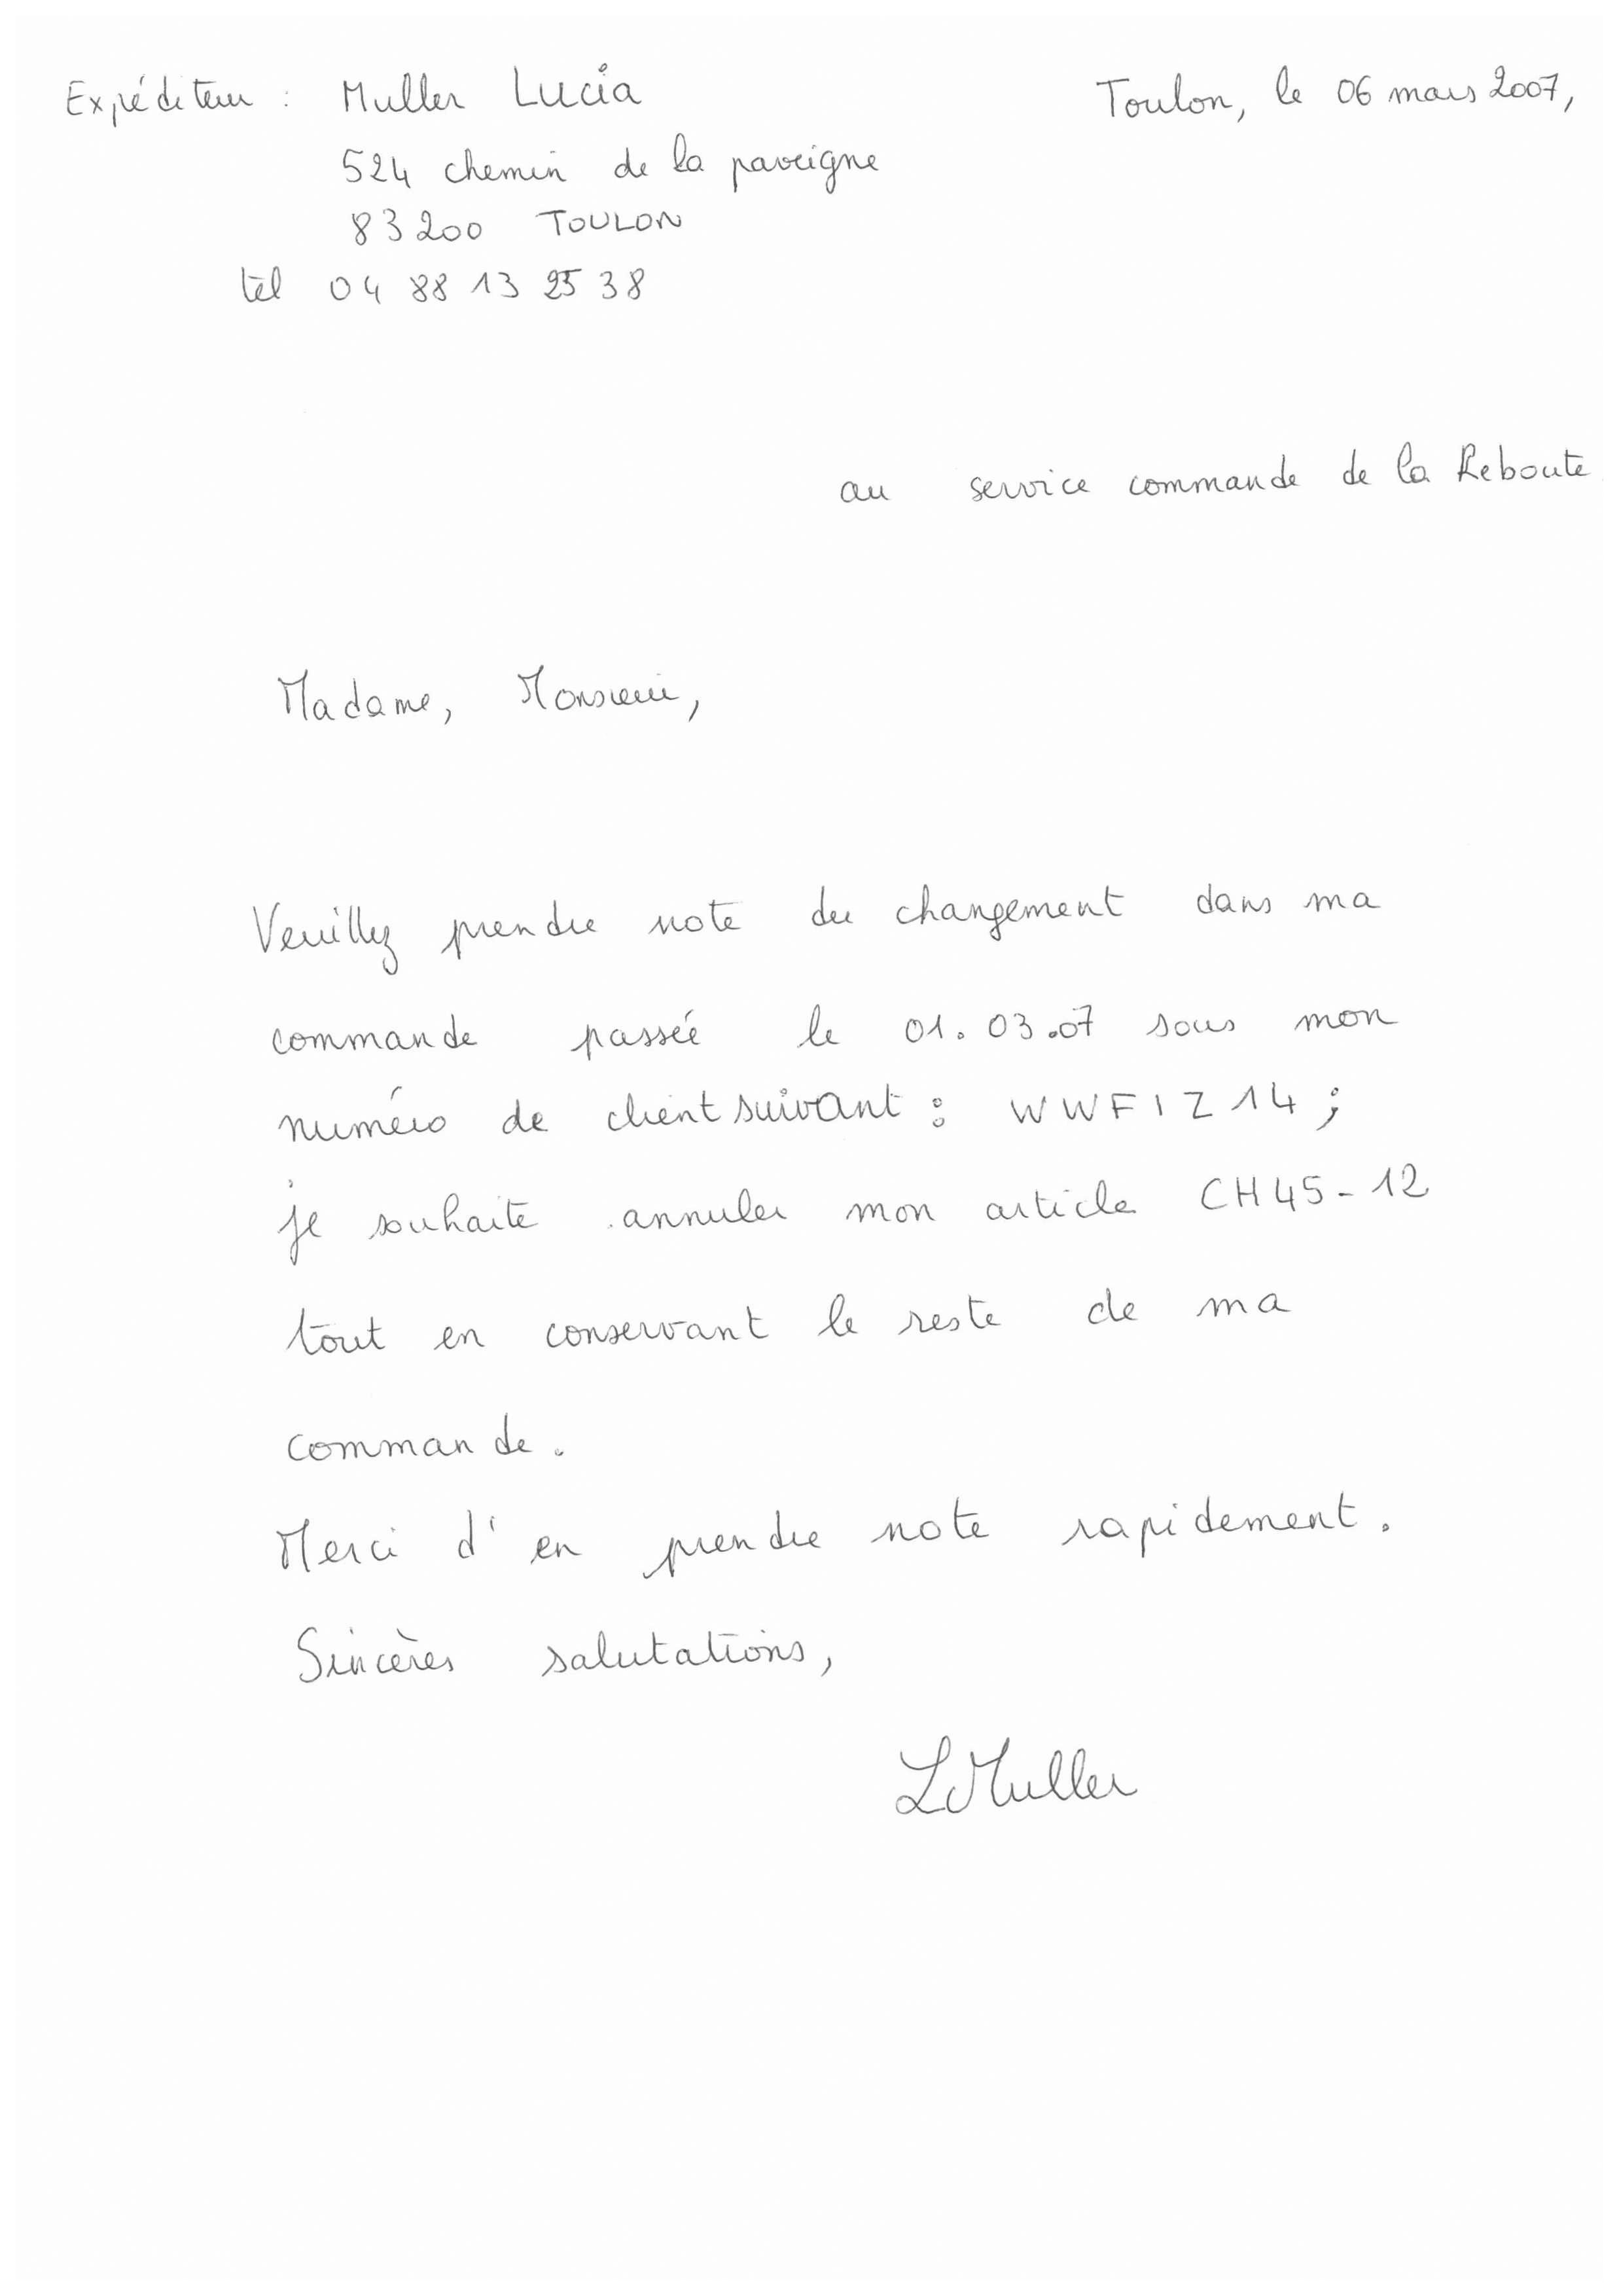 Expéditeur : Muller Lucia
Toulon, le 06 mars 2007,
524 chemin de la
83200 TOULON
tèl 04 88 13 25 38
au service commande de la Reboute
Madame, Monsieur,
Veuillez prendre note du changement dans ma
commande passée le 01.03.07 sous mon
numéro de client suivant : WWFIZ14 ;
je souhaite annuler mon article CH45-12
tout en conservant le reste de ma
commande.
Merci d'en prendre note rapidement.
Sincères salutations,
LMuller